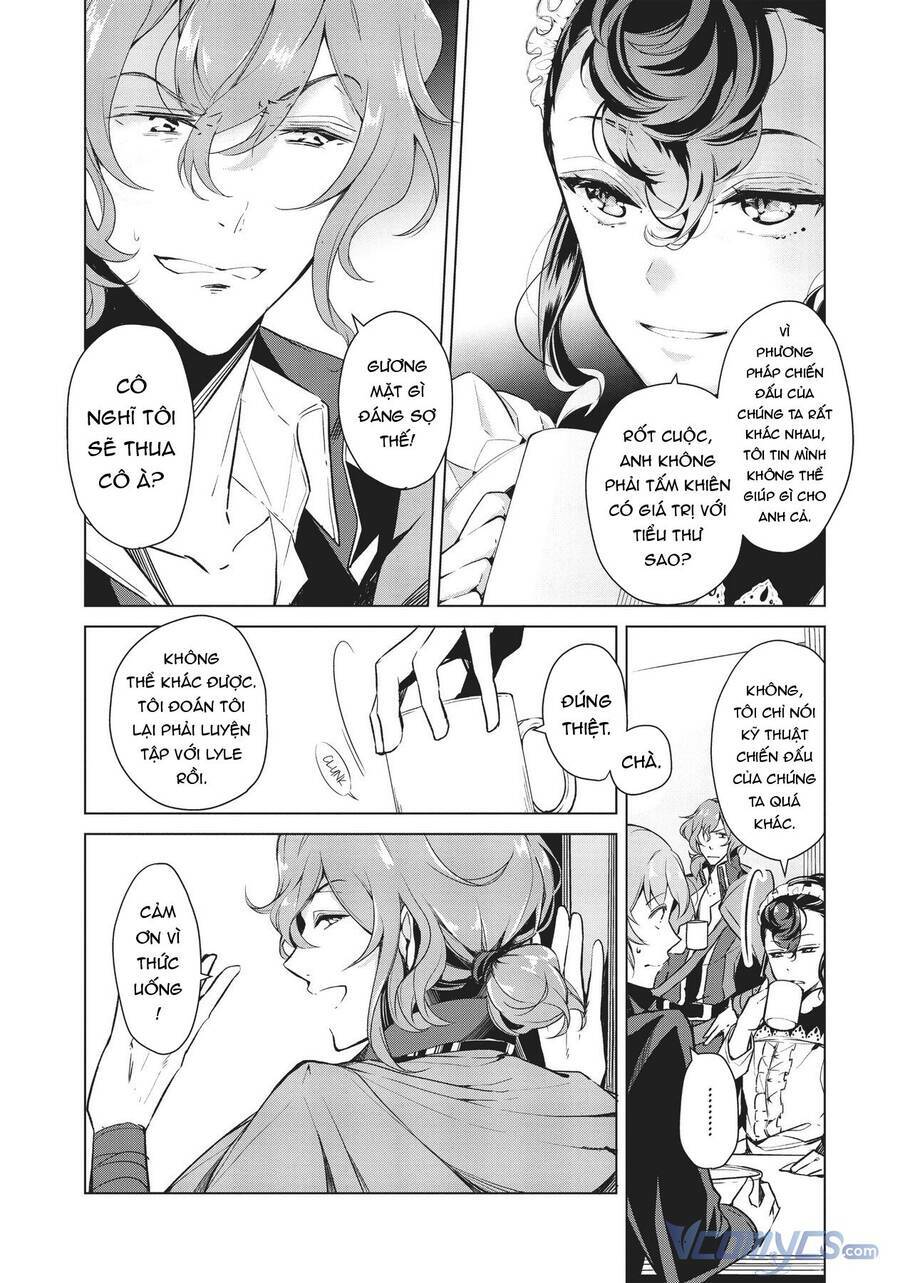 VÌ
PHƯƠNG
PHÁP CHIẾN
ĐẤU CỦA
CHÚNG TA RẤT
KHÁC NHAU,
TÔI TIN MÌNH
KHÔNG THỂ
GIÚP GÌ CHO
ANH CẢ.
RỐT CUỘC,
ANH KHÔNG
PHẢI TẤM KHIÊN
CÓ GIÁ TRỊ VỚI
TIỂU THƯ
SAO?
GƯƠNG
MẶT GÌ
ĐÁNG SỢ
THẾ!
CÔ
NGHĨ TÔI
SẼ THUA
CÔ À?
KHÔNG,
TÔI CHỈ NÓI
KỸ THUẬT
CHIẾN ĐẤU
CỦA CHÚNG
TA QUÁ
KHÁC.
.......
CHÀ.
ĐÚNG
THIỆT.
CLUNK
KHÔNG
THỂ KHÁC ĐƯỢC.
TÔI ĐOÁN TÔI
LẠI PHẢI LUYỆN
TẬP VỚI LYLE
RỒI.
CẢM
ƠN VÌ
THỨC
UỐNG
!
VCOMYCS.com